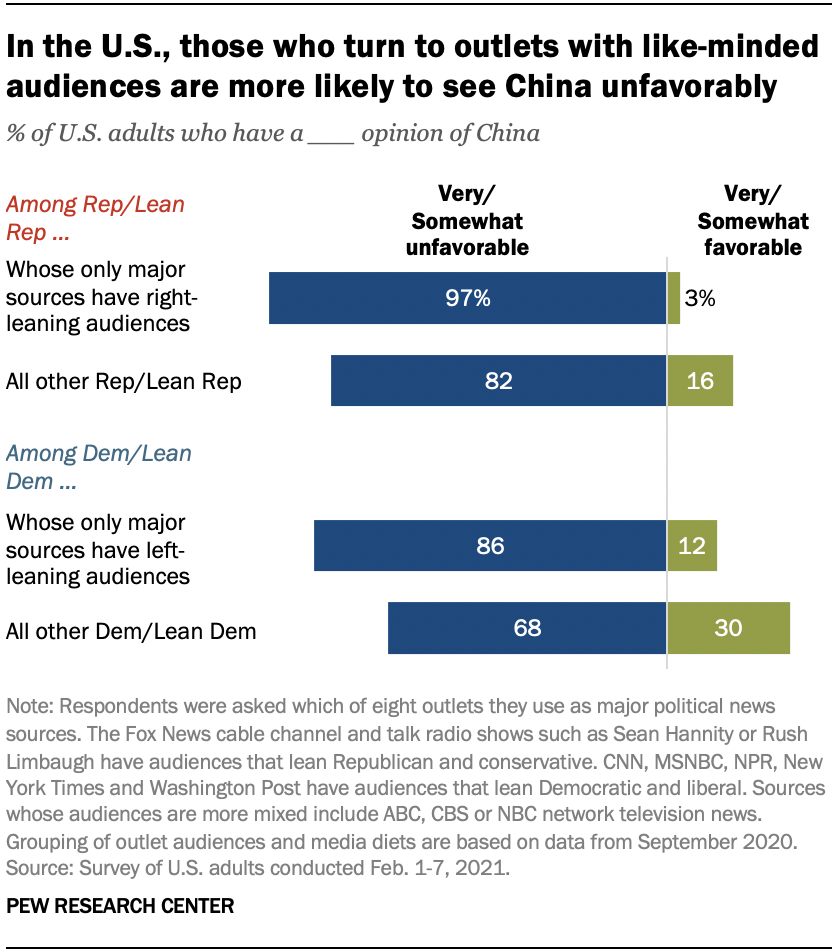 In the U.S., those who turn to outlets with like-minded
audiences are more likely to see China unfavorably
% of U.S. adults who have a ___ opinion of China
Among Rep/Lean
Rep ...
Very/
Somewhat
unfavorable
Very/
Somewhat
favorable
Whose only major
sources have right-
leaning audiences
97%
3%
All other Rep/Lean Rep
82
16
Among Dem/Lean
Dem ...
Whose only major
sources have left-
leaning audiences
86
12
All other Dem/Lean Dem
68
30
Note: Respondents were asked which of eight outlets they use as major political news
sources. The Fox News cable channel and talk radio shows such as Sean Hannity or Rush
Limbaugh have audiences that lean Republican and conservative. CNN, MSNBC, NPR, New
York Times and Washington Post have audiences that lean Democratic and liberal. Sources
whose audiences are more mixed include ABC, CBS or NBC network television news.
Grouping of outlet audiences and media diets are based on data from September 2020.
Source: Survey of U.S. adults conducted Feb. 1-7, 2021.
PEW RESEARCH CENTER